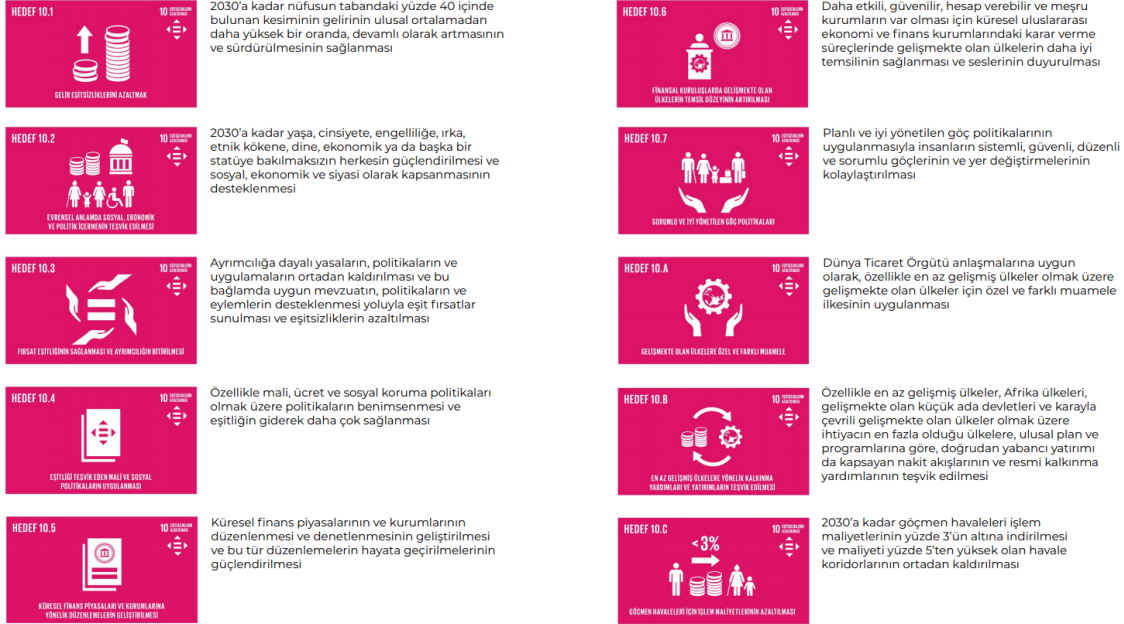 HEDEF 10.1
10 EŞİTSİZLİKLERİN
AZALTILMASI
GELİR EŞİTSİZLİKLERİNİ AZALTMAK
2030’a kadar nüfusun tabandaki yüzde 40 içinde
bulunan kesiminin gelirinin ulusal ortalamadan
daha yüksek bir oranda, devamlı olarak artmasının
ve sürdürülmesinin sağlanması
HEDEF 10.2
10 EŞİTSİZLİKLERİN
AZALTILMASI
EVRENSEL ANLAMDA SOSYAL, EKONOMİK
VE POLİTİK İÇERMENİN TEŞVİK EDİLMESİ
2030’a kadar yaşa, cinsiyete, engelliliğe, ırka,
etnik kökene, dine, ekonomik ya da başka bir
statüye bakılmaksızın herkesin güçlendirilmesi ve
sosyal, ekonomik ve siyasi olarak kapsanmasının
desteklenmesi
HEDEF 10.3
10 EŞİTSİZLİKLERİN
AZALTILMASI
FIRSAT EŞİTLİĞİNİN SAĞLANMASI VE AYRIMCILIĞIN BİTİRİLMESİ
Ayrımcılığa dayalı yasaların, politikaların ve
uygulamaların ortadan kaldırılması ve bu
bağlamda uygun mevzuatın, politikaların ve
eylemlerin desteklenmesi yoluyla eşit fırsatlar
sunulması ve eşitsizliklerin azaltılması
HEDEF 10.4
10 EŞİTSİZLİKLERİN
AZALTILMASI
EŞİTLİĞİ TEŞVİK EDEN MALİ VE SOSYAL
POLİTİKALARIN UYGULANMASI
Özellikle mali, ücret ve sosyal koruma politikaları
olmak üzere politikaların benimsenmesi ve
eşitliğin giderek daha çok sağlanması
HEDEF 10.5
10 EŞİTSİZLİKLERİN
AZALTILMASI
KÜRESEL FİNANS PİYASALARI VE KURUMLARINA
YÖNELİK DÜZENLEMELERİN GELİŞTİRİLMESİ
Küresel finans piyasalarının ve kurumlarının
düzenlenmesi ve denetlenmesinin geliştirilmesi
ve bu tür düzenlemelerin hayata geçirilmelerinin
güçlendirilmesi
HEDEF 10.6
10 EŞİTSİZLİKLERİN
AZALTILMASI
FİNANSAL KURULUŞLARDA GELİŞMEKTE OLAN
ÜLKELERİN TEMSİL DÜZEYİNİN ARTIRILMASI
Daha etkili, güvenilir, hesap verebilir ve meşru
kurumların var olması için küresel uluslararası
ekonomi ve finans kurumlarındaki karar verme
süreçlerinde gelişmekte olan ülkelerin daha iyi
temsilinin sağlanması ve seslerinin duyurulması
HEDEF 10.7
10 EŞİTSİZLİKLERİN
AZALTILMASI
SORUMLU VE İYİ YÖNETİLEN GÖÇ POLİTİKALARI
Planlı ve iyi yönetilen göç politikalarının
uygulanmasıyla insanların sistemli, güvenli, düzenli
ve sorumlu göçlerinin ve yer değiştirmelerinin
kolaylaştırılması
HEDEF 10.A
10 EŞİTSİZLİKLERİN
AZALTILMASI
GELİŞMEKTE OLAN ÜLKELERE ÖZEL VE FARKLI MUAMELE
Dünya Ticaret Örgütü anlaşmalarına uygun
olarak, özellikle en az gelişmiş ülkeler olmak üzere
gelişmekte olan ülkeler için özel ve farklı muamele
ilkesinin uygulanması
HEDEF 10.B
10 EŞİTSİZLİKLERİN
AZALTILMASI
EN AZ GELİŞMİŞ ÜLKELERE YÖNELİK KALKINMA
YARDIMLARI VE YATIRIMLARIN TEŞVİK EDİLMESİ
Özellikle en az gelişmiş ülkeler, Afrika ülkeleri,
gelişmekte olan küçük ada devletleri ve karayla
çevrili gelişmekte olan ülkeler olmak üzere
ihtiyacın en fazla olduğu ülkelere, ulusal plan ve
programlarına göre, doğrudan yabancı yatırımı
da kapsayan nakit akışlarının ve resmi kalkınma
yardımlarının teşvik edilmesi
HEDEF 10.C
10 EŞİTSİZLİKLERİN
AZALTILMASI
<3%
GÖÇMEN HAVALELERİ İÇİN İŞLEM MALİYETLERİNİN AZALTILMASI
2030’a kadar göçmen havaleleri işlem
maliyetlerinin yüzde 3’ün altına indirilmesi
ve maliyeti yüzde 5’ten yüksek olan havale
koridorlarının ortadan kaldırılması